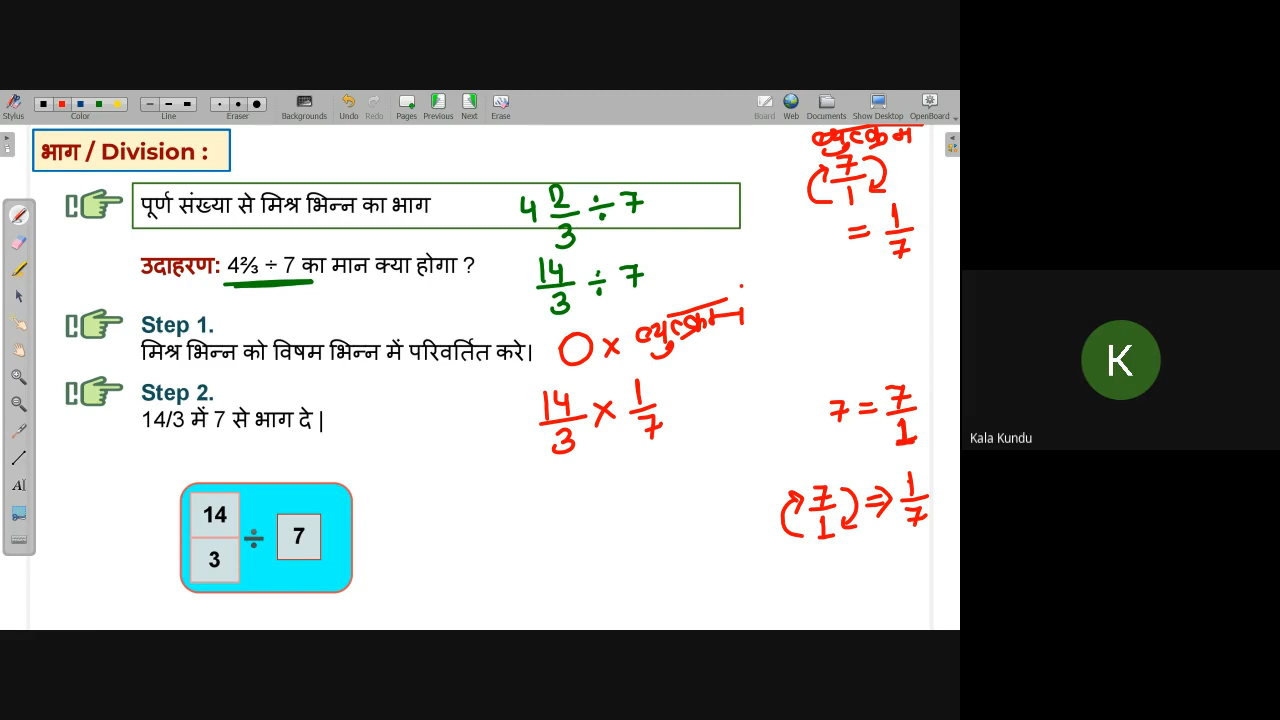 Stylus Color Line Eraser Backgrounds Undo Redo Pages Previous Next Erase Board Web Documents Show Desktop OpenBoard
भाग / Division :
पूर्ण संख्या से मिश्र भिन्न का भाग
4 2/3 ÷ 7
उदाहरण: 4⅔ ÷ 7 का मान क्या होगा ?
14/3 ÷ 7
Step 1.
मिश्र भिन्न को विषम भिन्न में परिवर्तित करे।
0 × व्युत्क्रम
Step 2.
14/3 में 7 से भाग दे |
14/3 × 1/7
14
3
÷
7
व्युत्क्रम
7/1
= 1/7
7 = 7/1
7/1 ⇒ 1/7
K
Kala Kundu